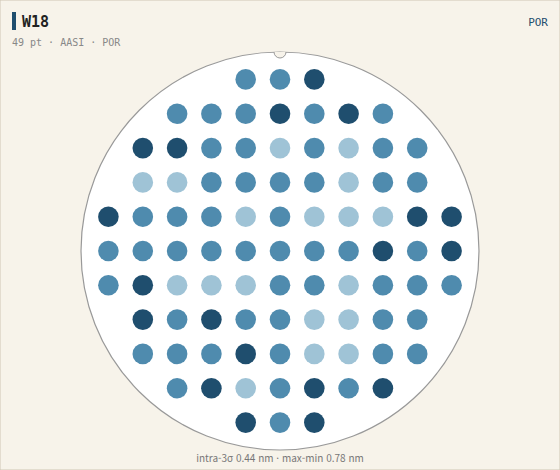 W18
POR
49 pt · AASI · POR
intra-3σ 0.44 nm · max-min 0.78 nm